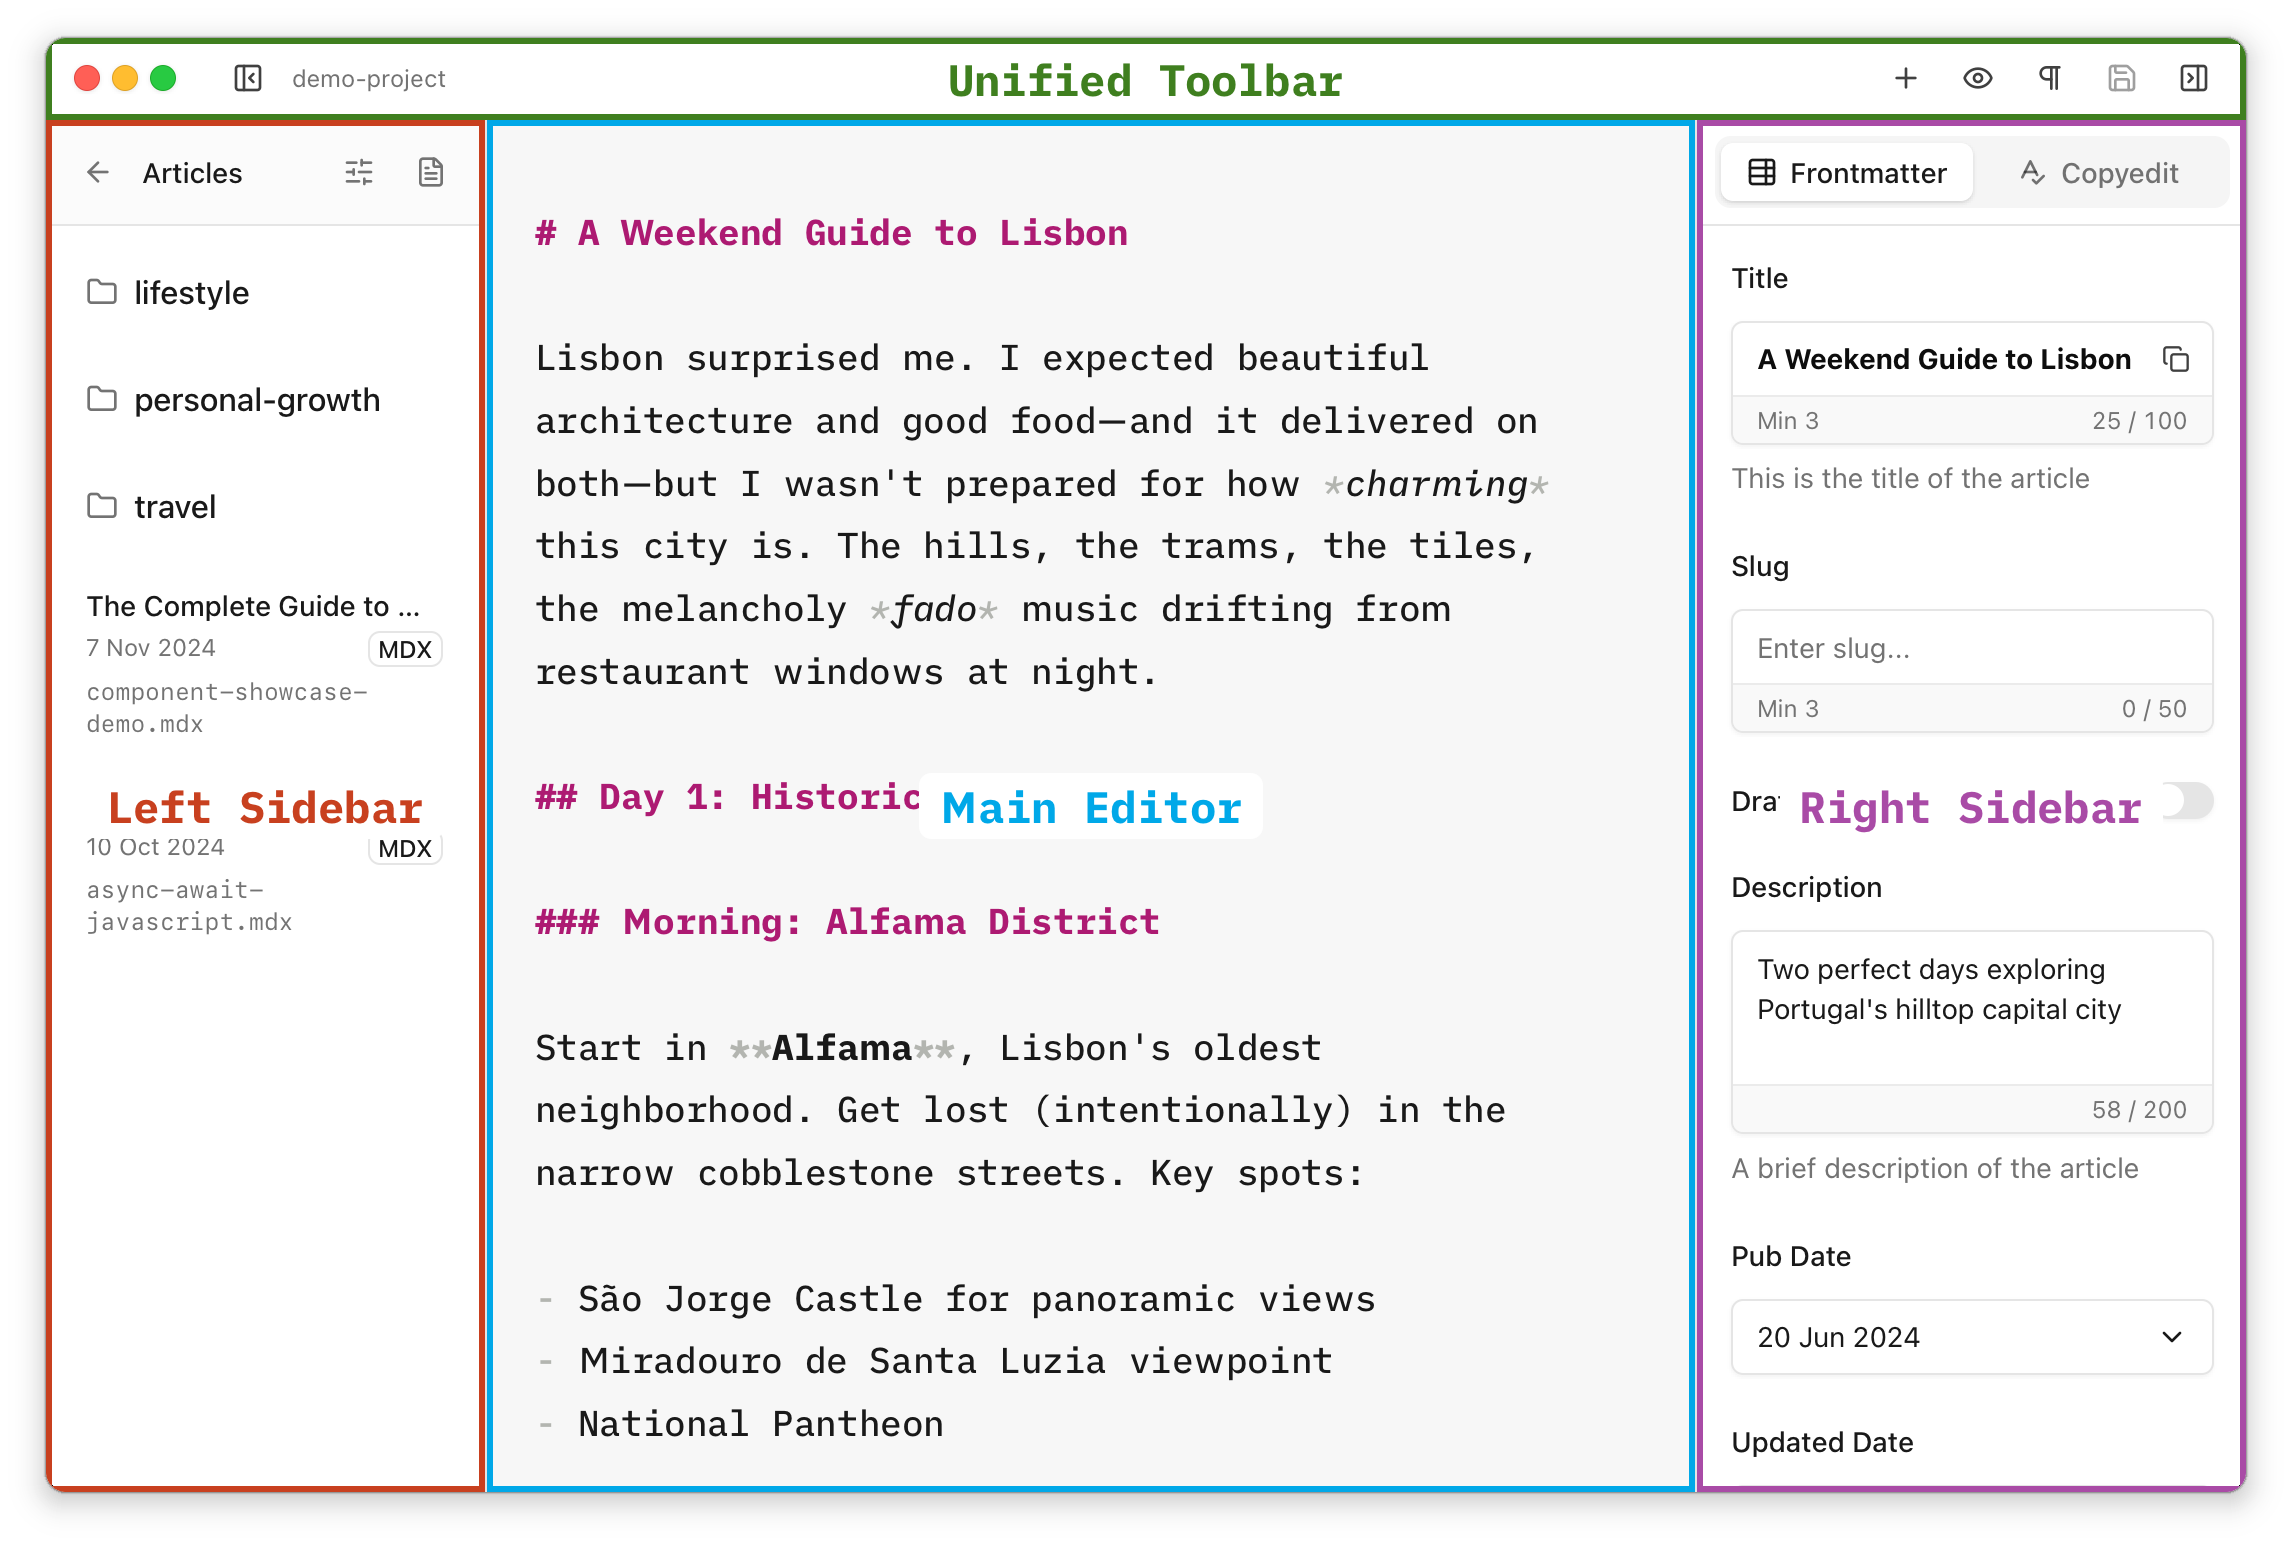 demo-project
Unified Toolbar
Articles
lifestyle
personal-growth
travel
The Complete Guide to ...
7 Nov 2024
MDX
component-showcase-
demo.mdx
Left Sidebar
10 Oct 2024
MDX
async-await-
javascript.mdx
# A Weekend Guide to Lisbon
Lisbon surprised me. I expected beautiful
architecture and good food—and it delivered on
both—but I wasn't prepared for how *charming*
this city is. The hills, the trams, the tiles,
the melancholy *fado* music drifting from
restaurant windows at night.
## Day 1: Historic
Main Editor
### Morning: Alfama District
Start in **Alfama**, Lisbon's oldest
neighborhood. Get lost (intentionally) in the
narrow cobblestone streets. Key spots:
- São Jorge Castle for panoramic views
- Miradouro de Santa Luzia viewpoint
- National Pantheon
Frontmatter
Copyedit
Title
A Weekend Guide to Lisbon
Min 3
25 / 100
This is the title of the article
Slug
Enter slug...
Min 3
0 / 50
Right Sidebar
Description
Two perfect days exploring
Portugal's hilltop capital city
58 / 200
A brief description of the article
Pub Date
20 Jun 2024
Updated Date